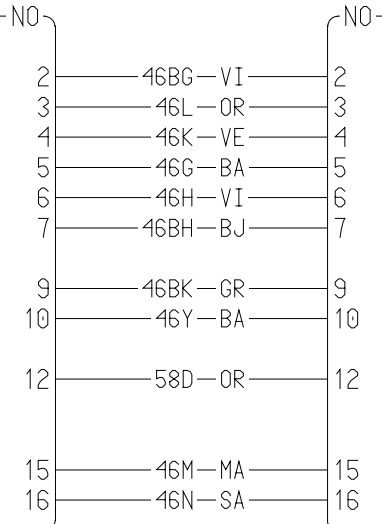 NO NO
2 46BG VI 2
3 46L OR 3
4 46K VE 4
5 46G BA 5
6 46H VI 6
7 46BH BJ 7
9 46BK GR 9
10 46Y BA 10
12 58D OR 12
15 46M MA 15
16 46N SA 16